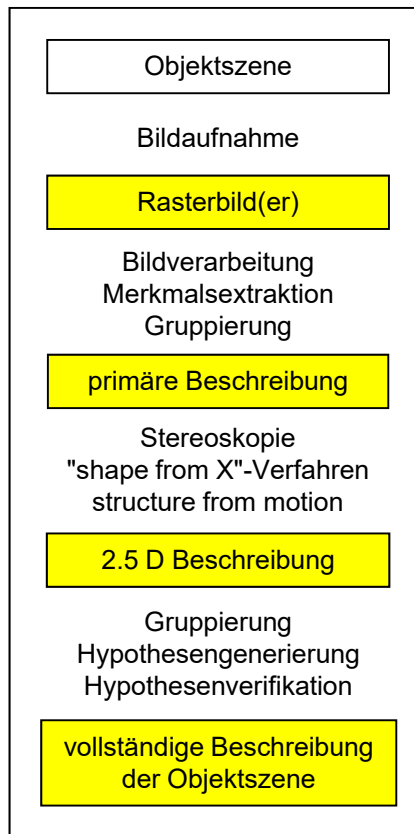 Objektszene
Bildaufnahme
Rasterbild(er)
Bildverarbeitung
Merkmalsextraktion
Gruppierung
primäre Beschreibung
Stereoskopie
"shape from X"-Verfahren
structure from motion
2.5 D Beschreibung
Gruppierung
Hypothesengenerierung
Hypothesenverifikation
vollständige Beschreibung
der Objektszene